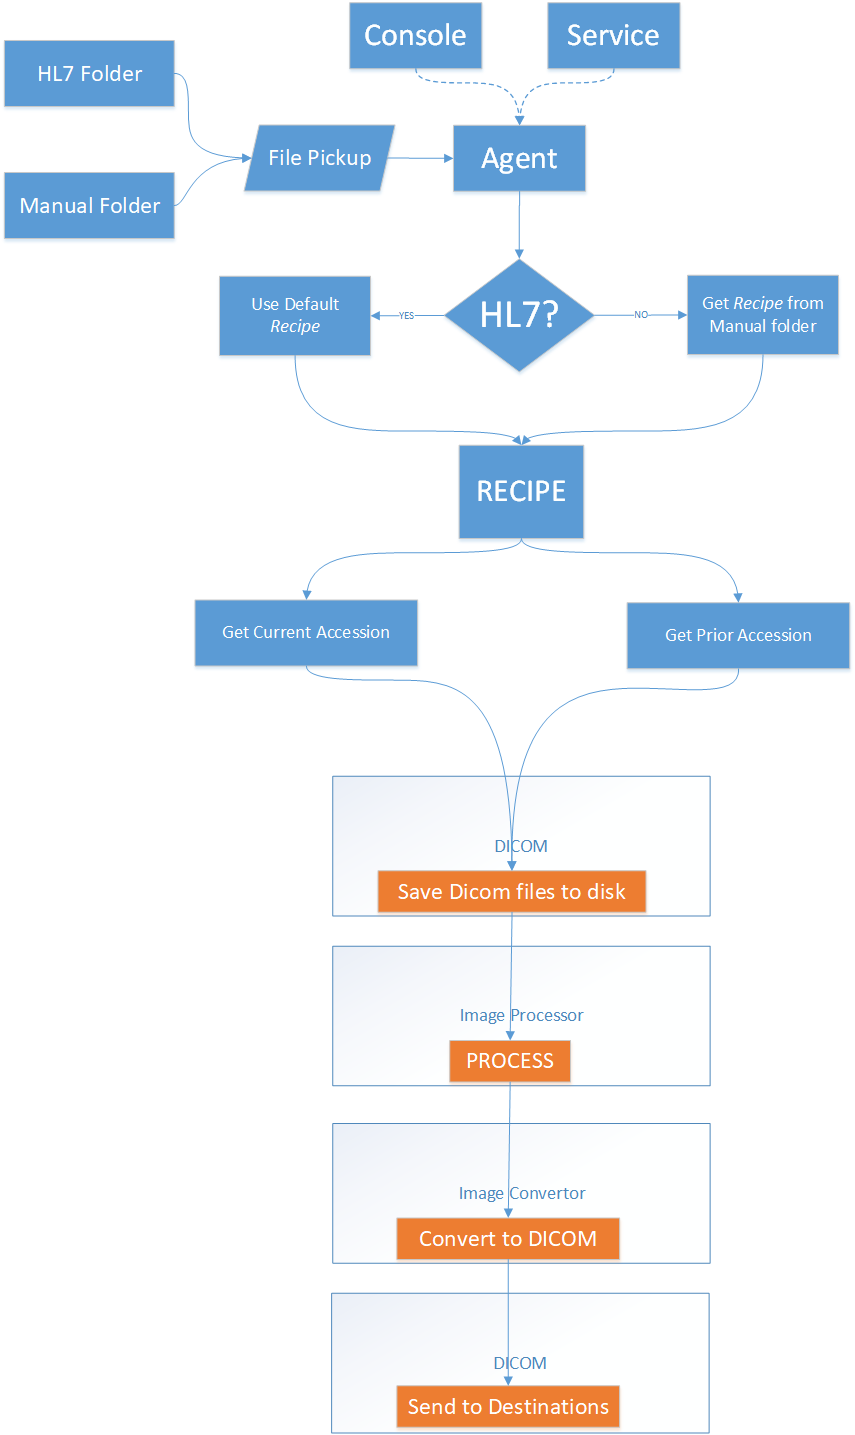 Console
Service
HL7 Folder
File Pickup
Agent
Manual Folder
Use Default
Recipe
YES
HL7?
NO
Get Recipe from
Manual folder
RECIPE
Get Current Accession
Get Prior Accession
DICOM
Save Dicom files to disk
Image Processor
PROCESS
Image Convertor
Convert to DICOM
DICOM
Send to Destinations